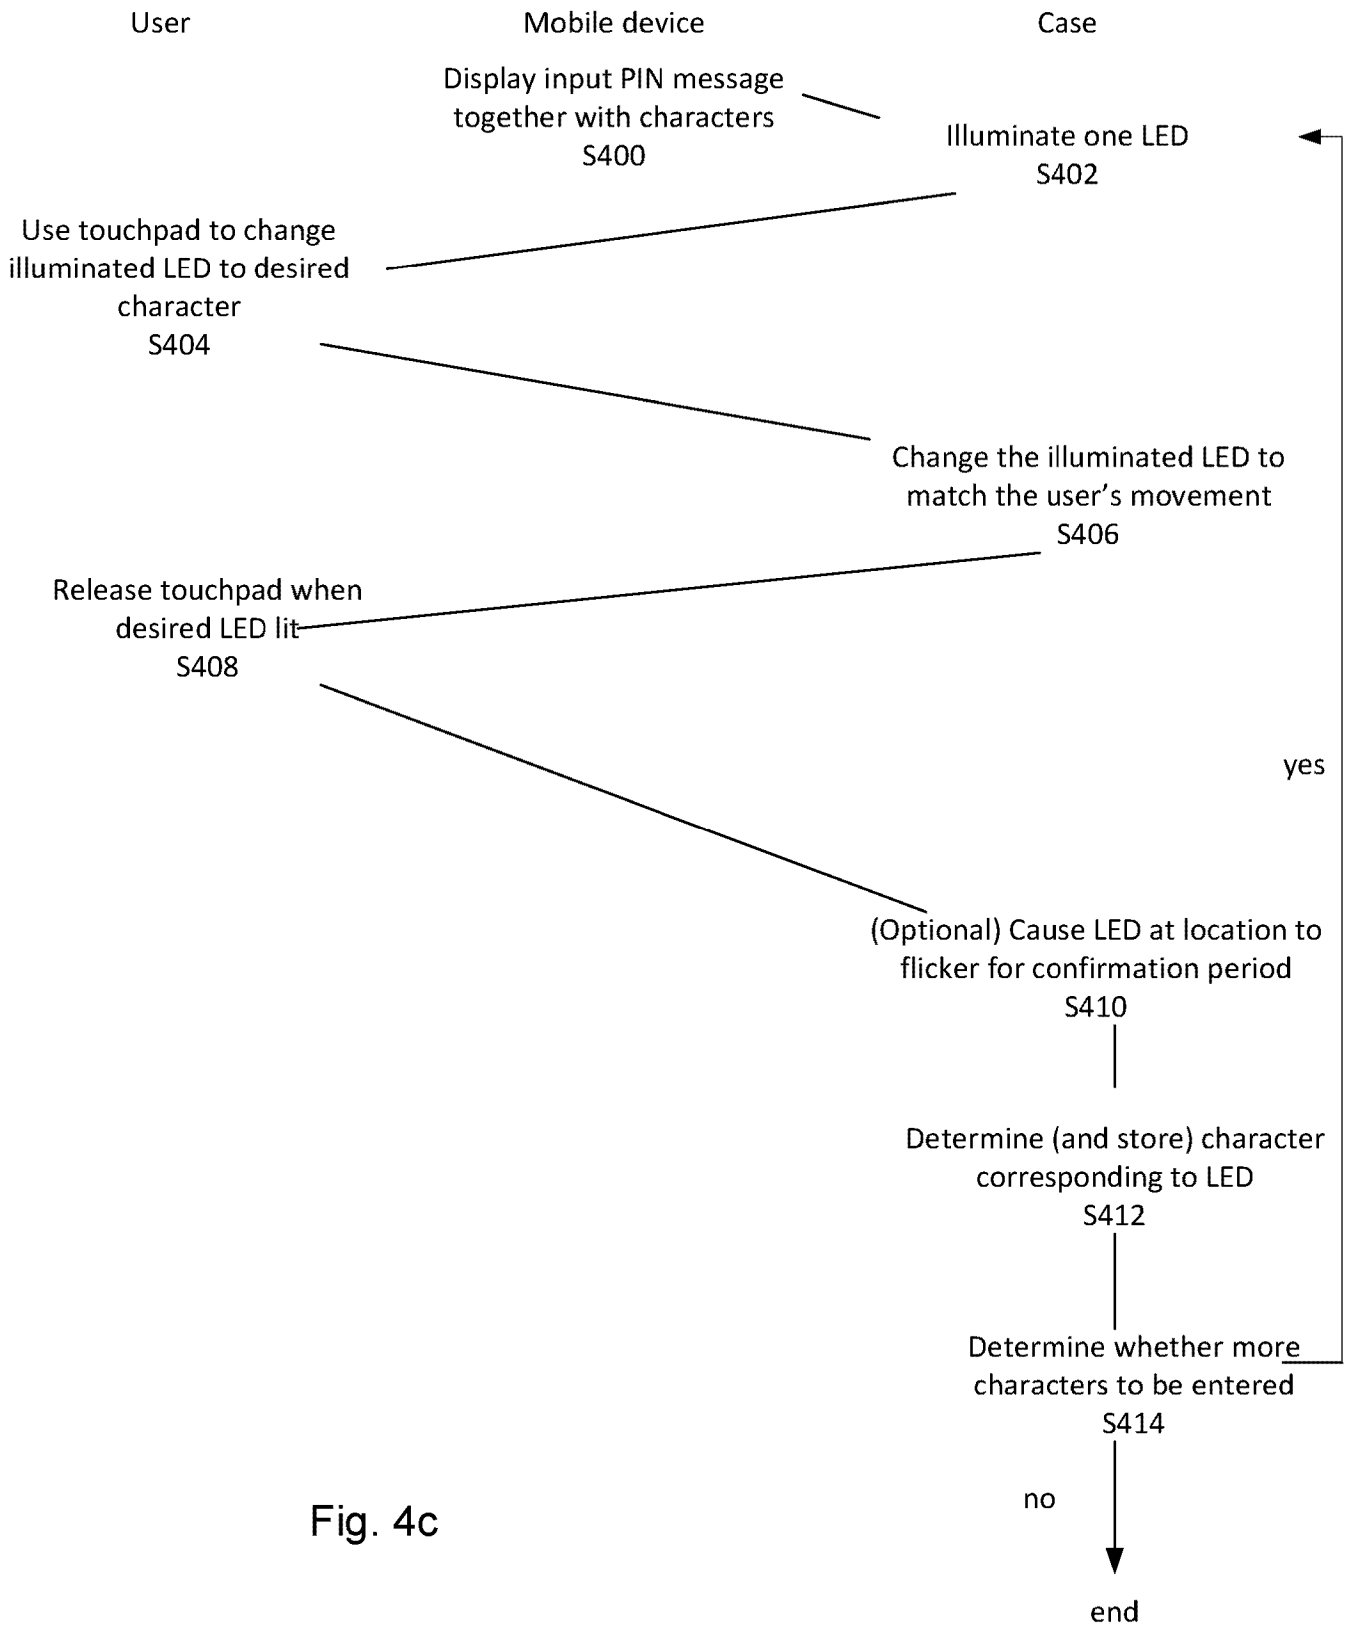 User
Mobile device
Case
Display input PIN message
together with characters
S400
Illuminate one LED
S402
Use touchpad to change
illuminated LED to desired
character
S404
Change the illuminated LED to
match the user’s movement
S406
Release touchpad when
desired LED lit
S408
yes
(Optional) Cause LED at location to
flicker for confirmation period
S410
Determine (and store) character
corresponding to LED
S412
Determine whether more
characters to be entered
S414
no
Fig. 4c
end